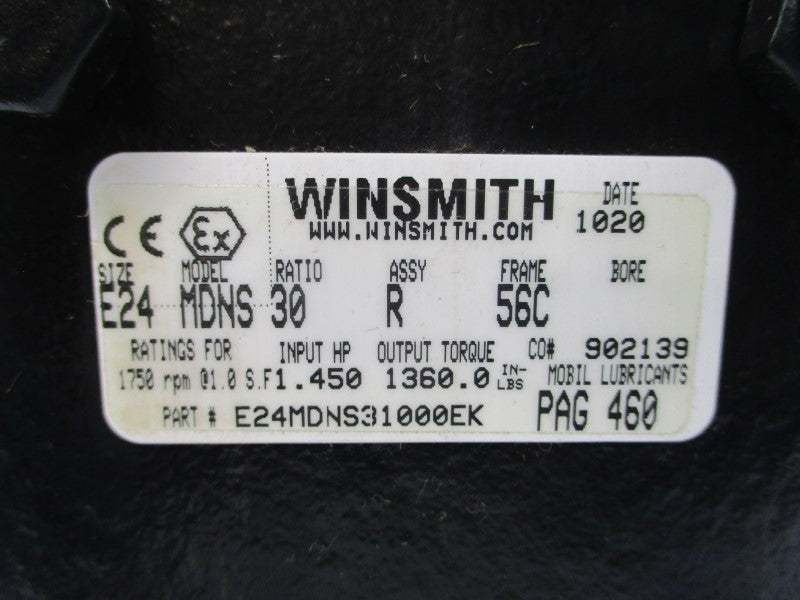 WINSMITH DATE
WWW.WINSMITH.COM 1020
CE Ex
SIZE MODEL RATIO ASSY FRAME BORE
E24 MDNS 30 R 56C
RATINGS FOR INPUT HP OUTPUT TORQUE CO# 902139
1750 rpm @1.0 S.F 1.450 1360.0 IN-LBS MOBIL LUBRICANTS
PART # E24MDNS31000EK PAG 460